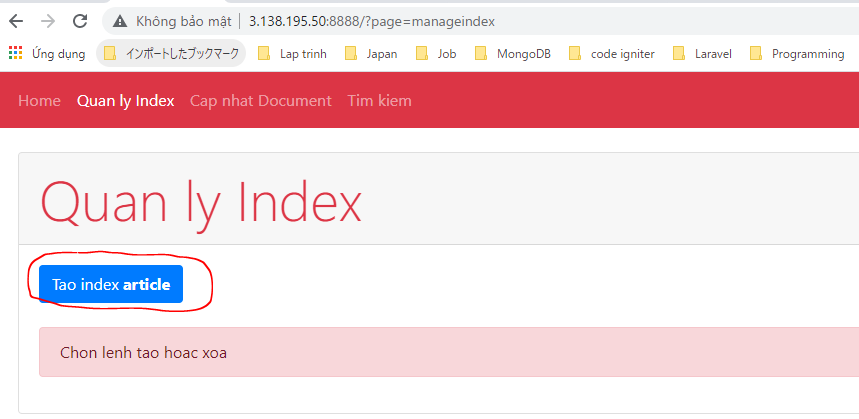 Không bảo mật 3.138.195.50:8888/?page=manageindex
Ứng dụng インポートしたブックマーク Lap trinh Japan Job MongoDB code igniter Laravel Programming
Home Quan ly Index Cap nhat Document Tim kiem
Quan ly Index
Tao index article
Chon lenh tao hoac xoa